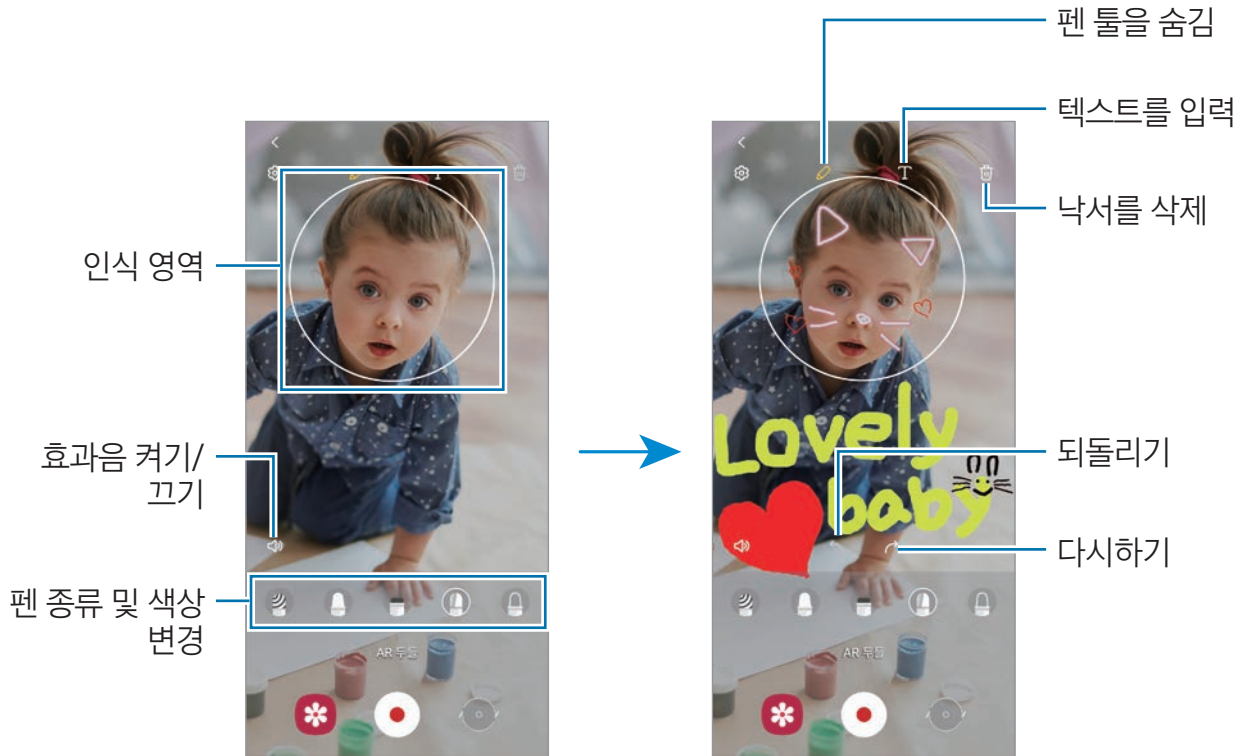 펜 툴을 숨김
텍스트를 입력
T
T
낙서를 삭제
인식 영역
Lovely
baby
되돌리기
효과음 켜기/
끄기
다시하기
펜 종류 및 색상
변경
AR 두들
AR 두들